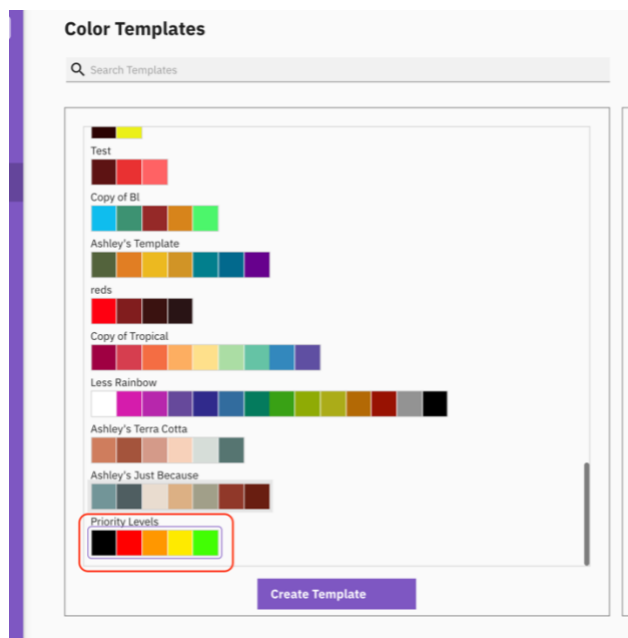 Color Templates
Search Templates
Test
Copy of Bl
Ashley's Template
reds
Copy of Tropical
Less Rainbow
Ashley's Terra Cotta
Ashley's Just Because
Priority Levels
Create Template